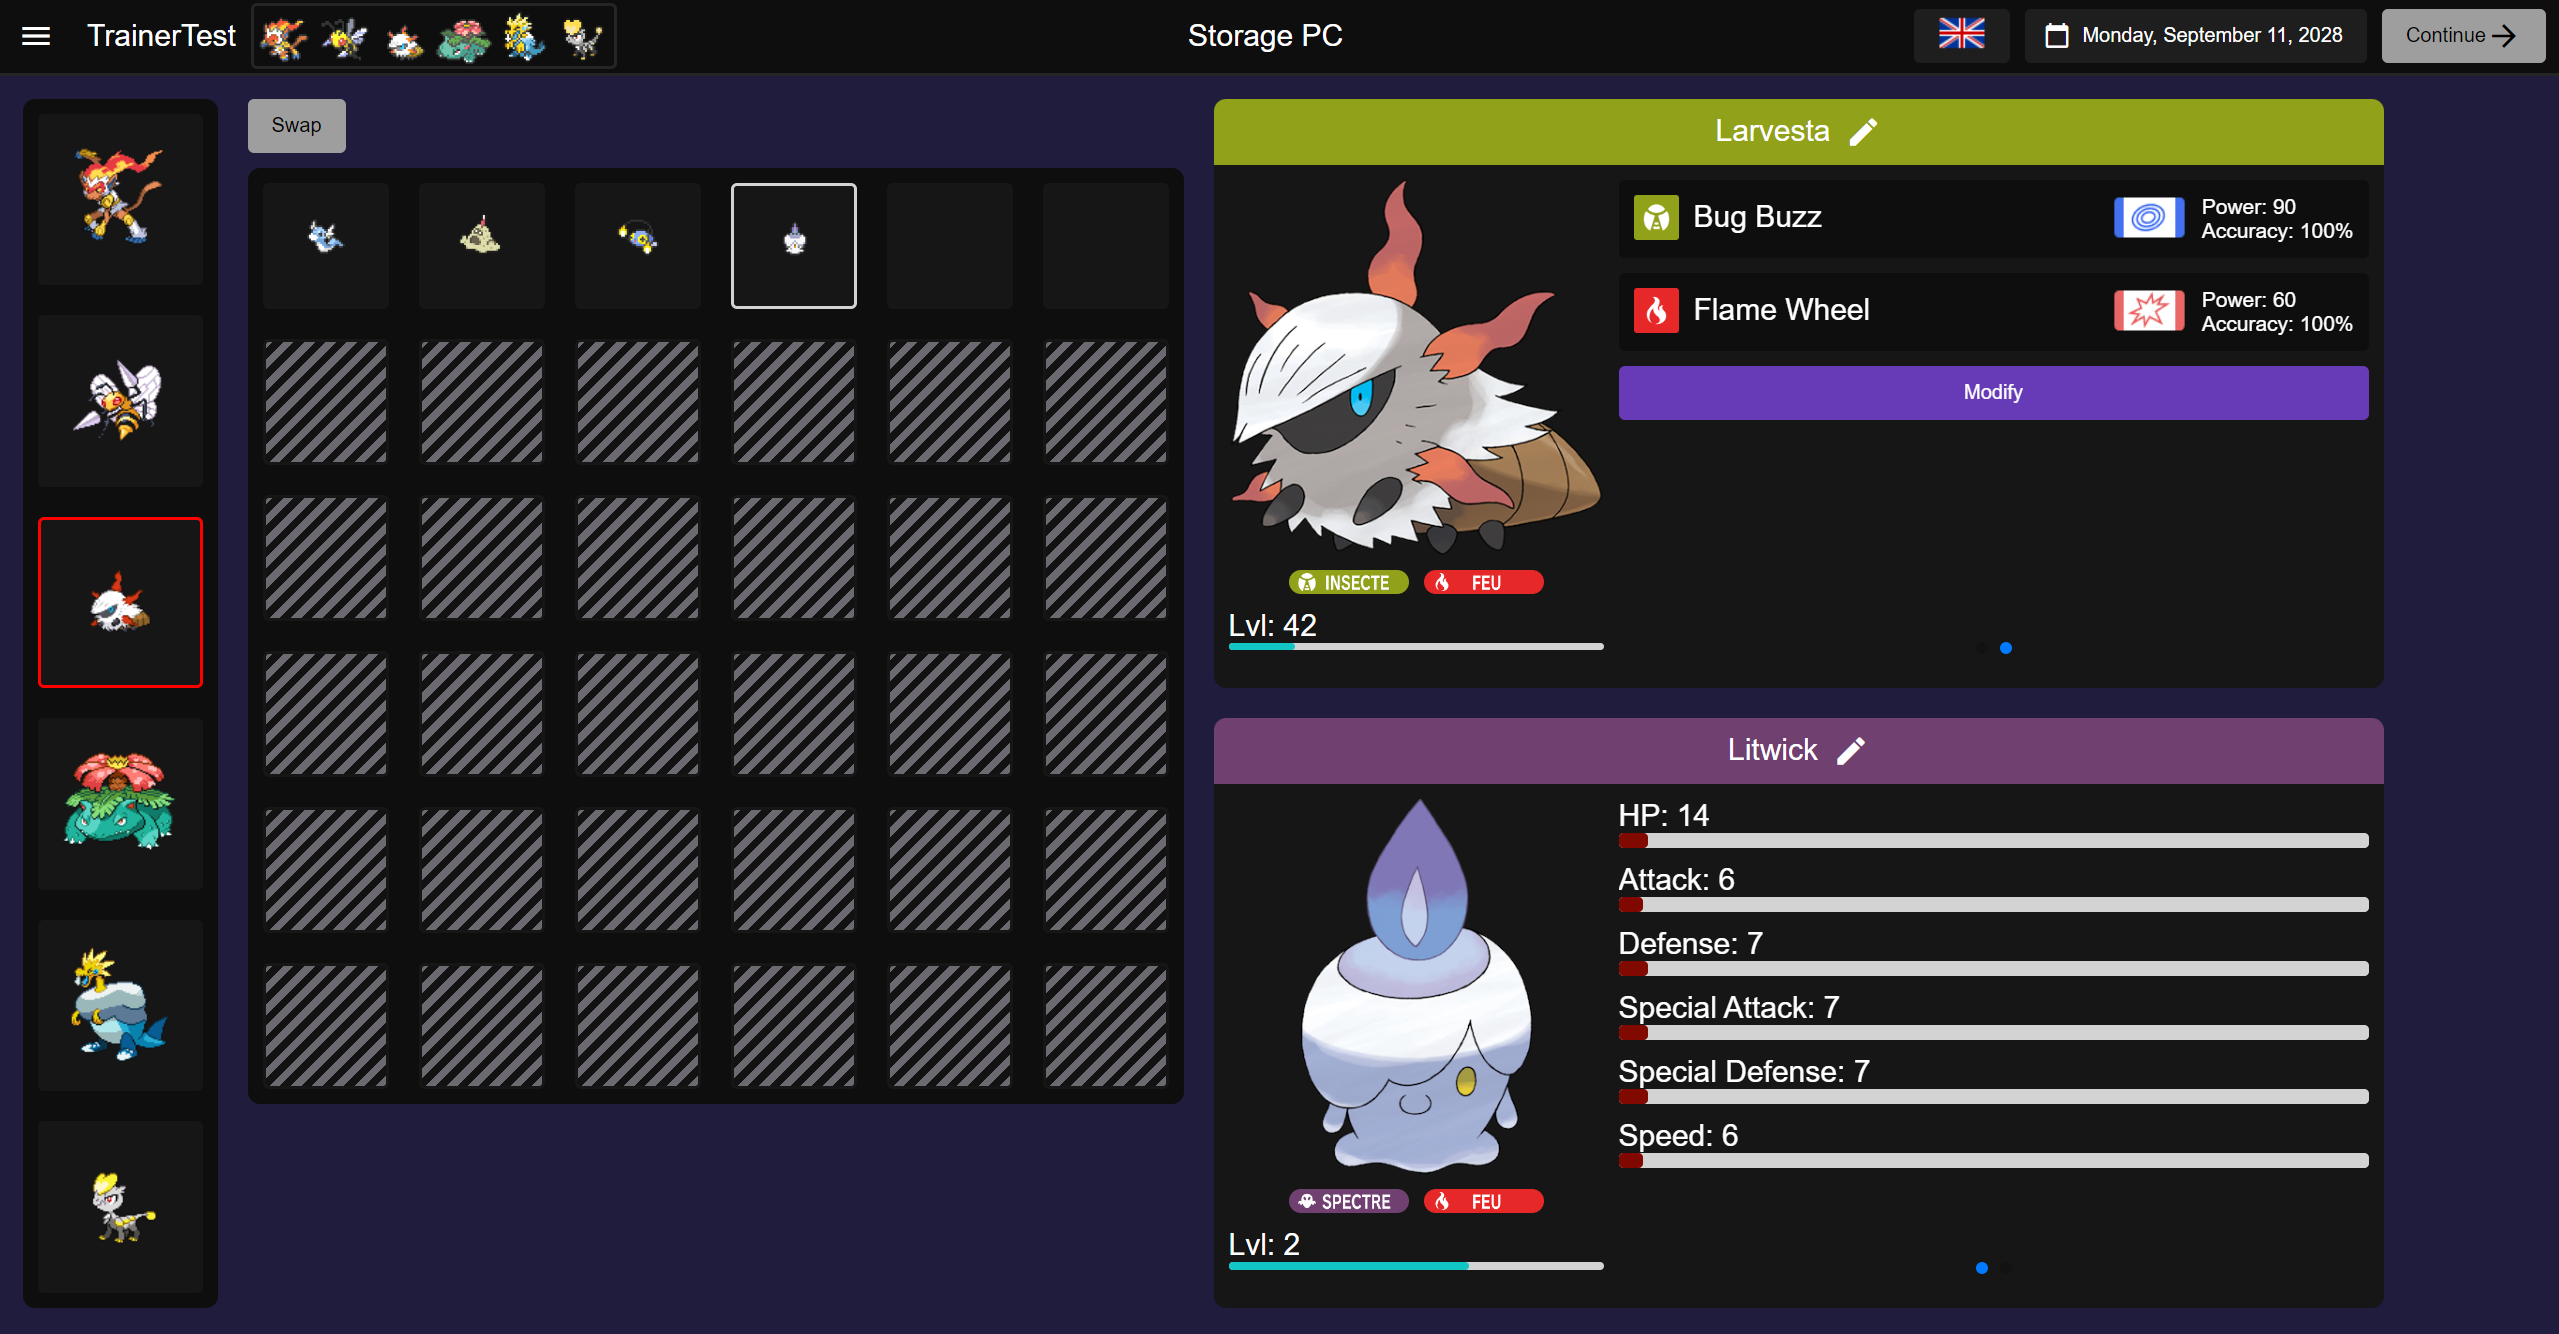 TrainerTest
Storage PC
Monday, September 11, 2028
Continue
Swap
Larvesta
Bug Buzz
Power: 90
Accuracy: 100%
Flame Wheel
Power: 60
Accuracy: 100%
Modify
INSECTE
FEU
Lvl: 42
Litwick
HP: 14
Attack: 6
Defense: 7
Special Attack: 7
Special Defense: 7
Speed: 6
SPECTRE
FEU
Lvl: 2